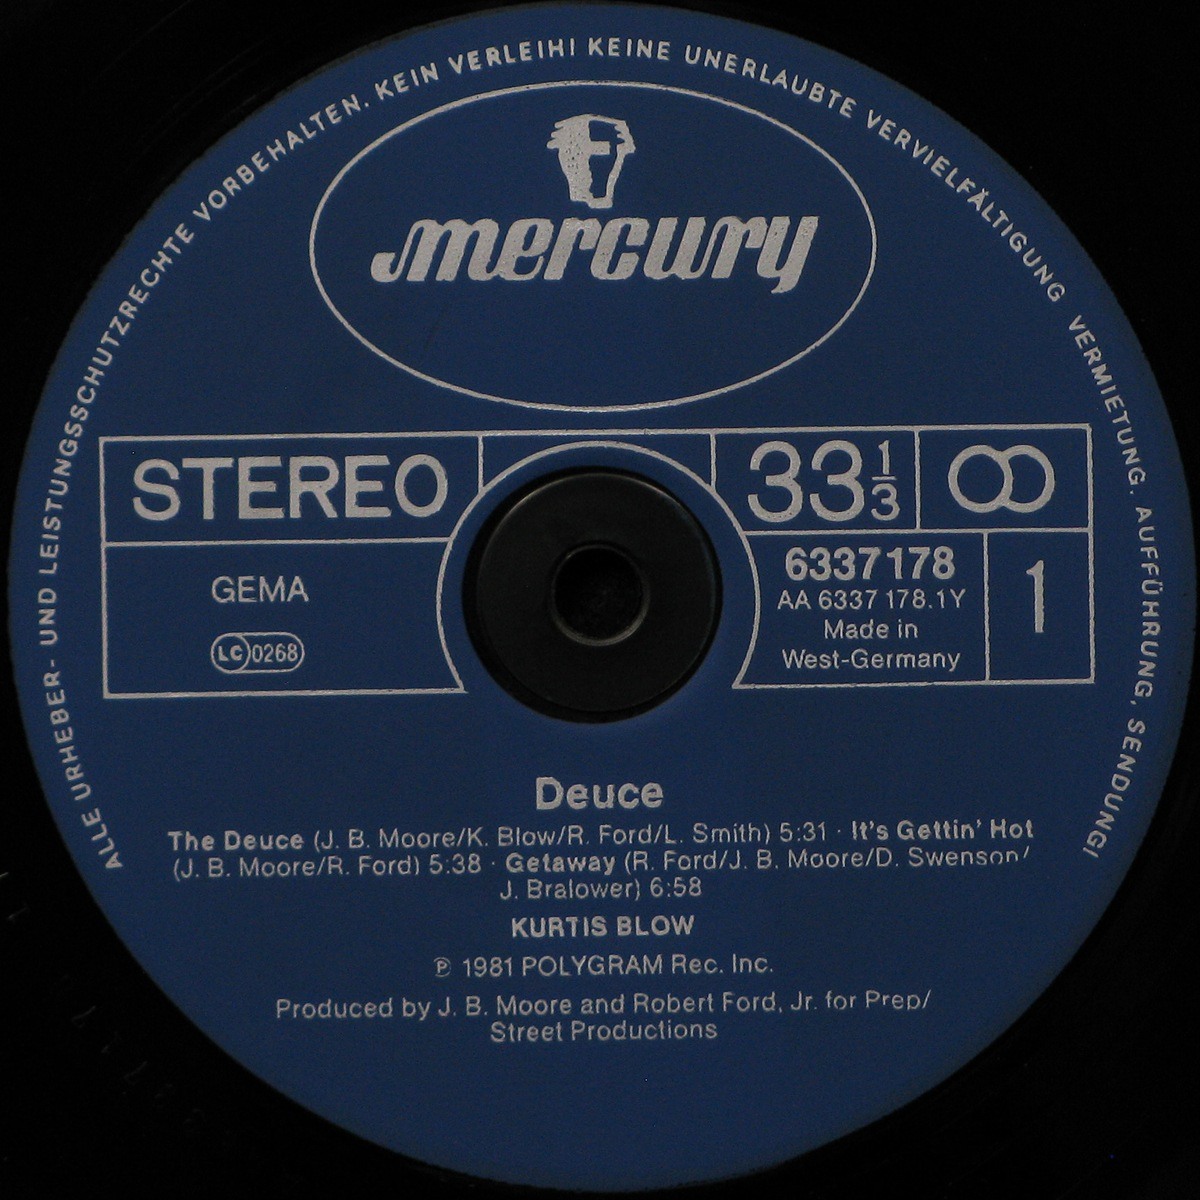 ALLE URHEBER- UND LEISTUNGSSCHUTZRECHTE VORBEHALTEN. KEIN VERLEIH! KEINE UNERLAUBTE VERVIELFÄLTIGUNG VERMIETUNG. AUFFÜHRUNG, SENDUNG!
mercury
STEREO
33 1/3
GEMA
LC 0268
6337178
AA 6337 178.1Y
Made in
West-Germany
1
Deuce
The Deuce (J. B. Moore/K. Blow/R. Ford/L. Smith) 5:31 · It's Gettin' Hot
(J. B. Moore/R. Ford) 5:38 · Getaway (R. Ford/J. B. Moore/D. Swenson/
J. Bralower) 6:58
KURTIS BLOW
℗ 1981 POLYGRAM Rec. Inc.
Produced by J. B. Moore and Robert Ford, Jr. for Prep/
Street Productions